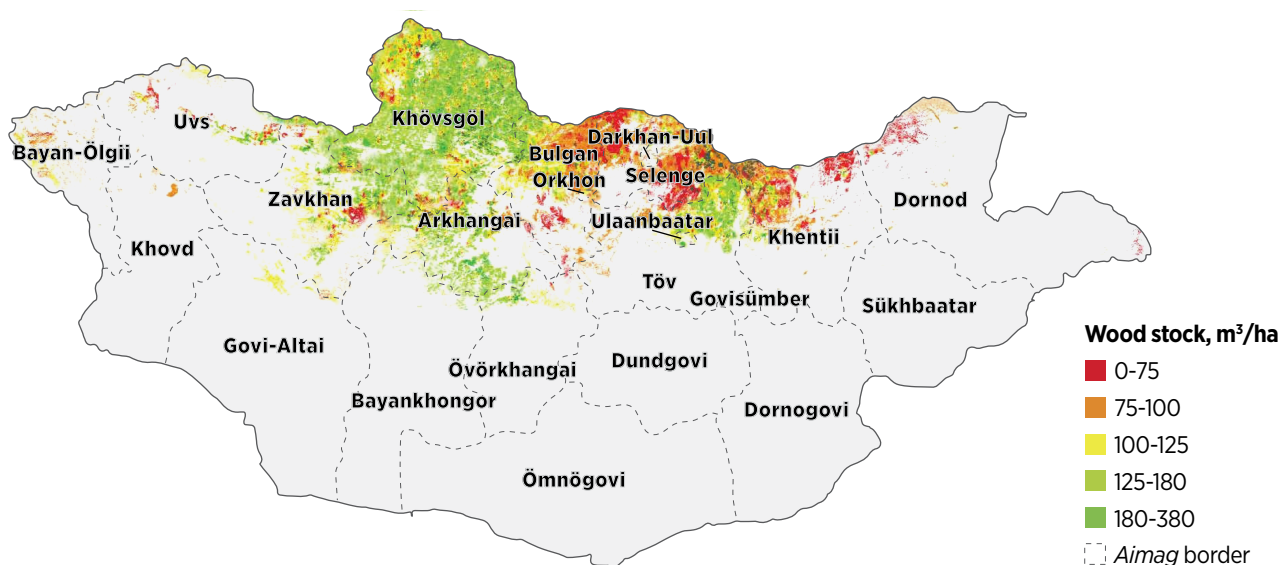 Khövsgöl
Uvs
Darkhan-Uul
Bayan-Ölgii
Bulgan
Orkhon
Selenge
Zavkhan
Dornod
Arkhangai
Ulaanbaatar
Khentii
Khovd
Töv
Govisümber
Sükhbaatar
Govi-Altai
Dundgovi
Övörkhangai
Bayankhongor
Dornogovi
Ömnögovi
Wood stock, m³/ha
0-75
75-100
100-125
125-180
180-380
Aimag border